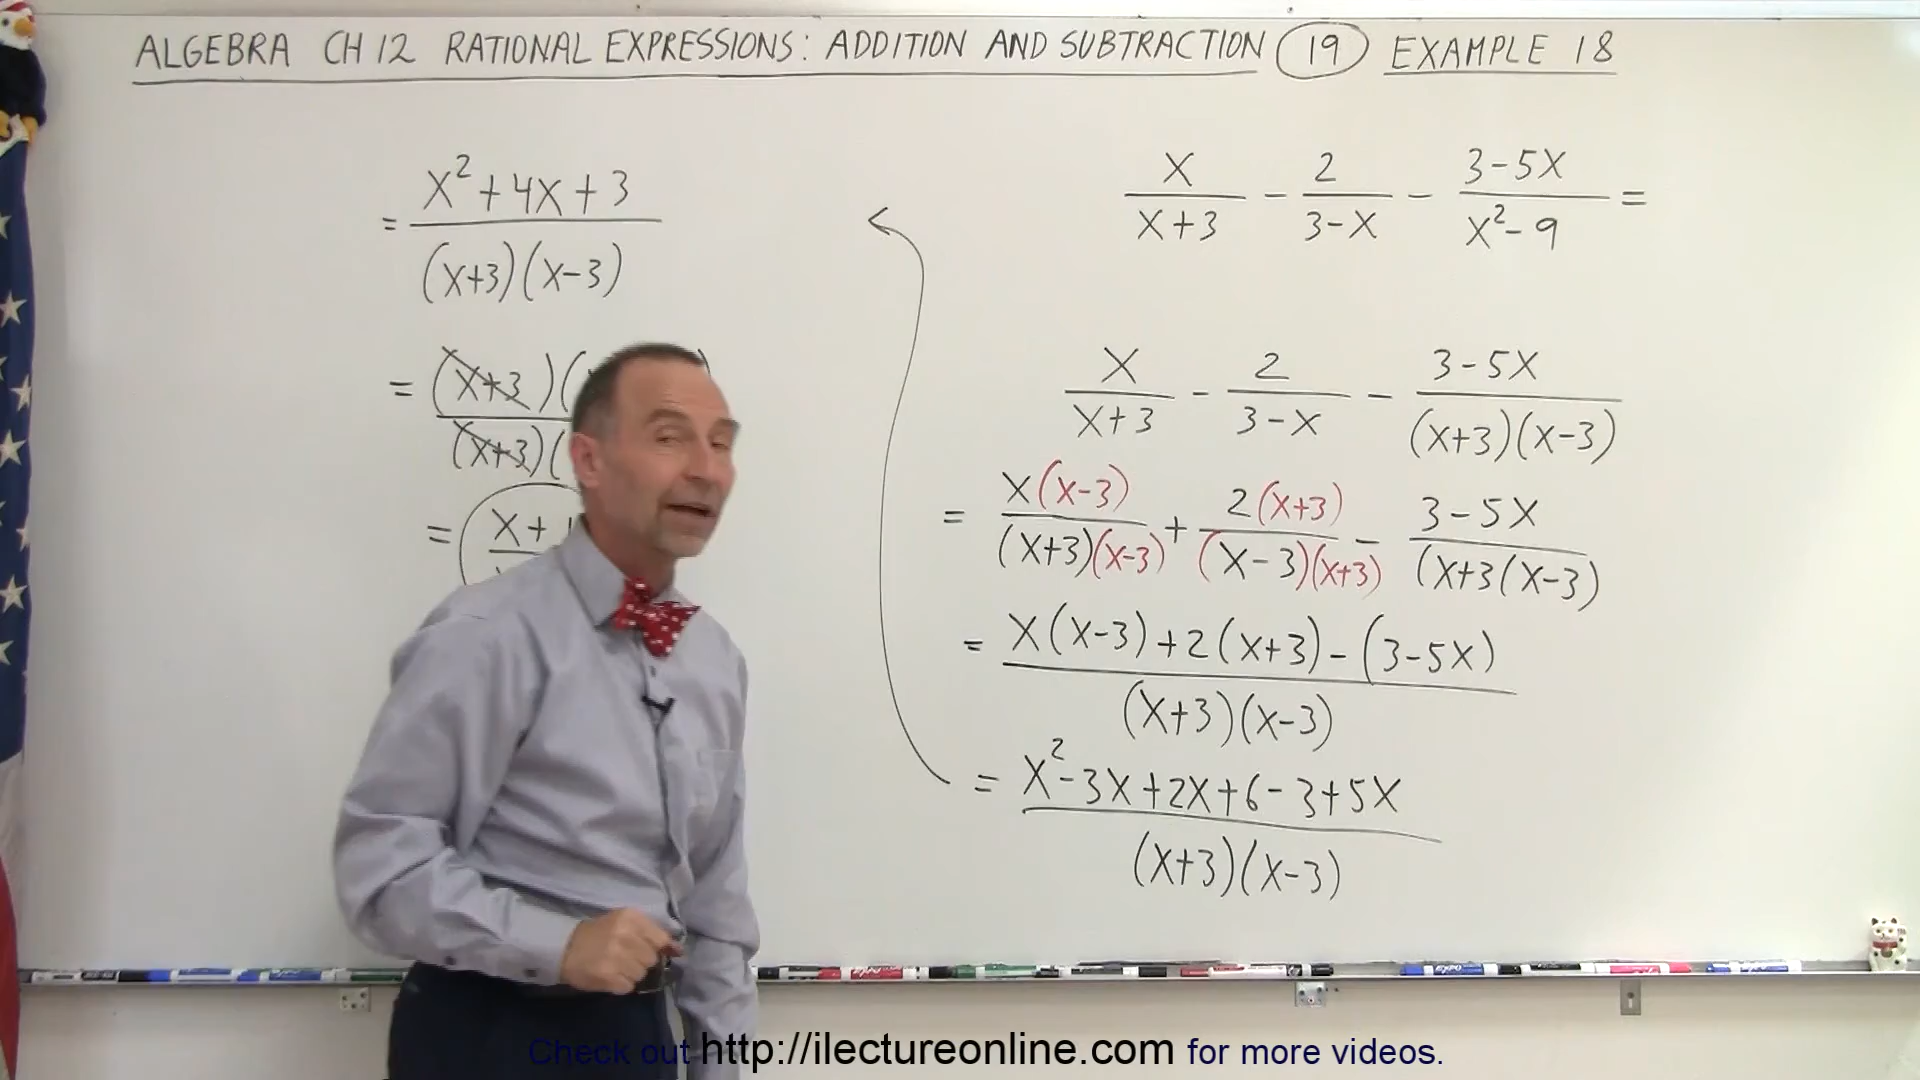 ALGEBRA CH 12 RATIONAL EXPRESSIONS: ADDITION AND SUBTRACTION 19 EXAMPLE 18
= (X² + 4X + 3)/((X+3)(X-3))
= (X+3)(
(X+3)(
= X + 1
X/(X+3) - 2/(3-X) - (3-5X)/(X²-9) =
X/(X+3) - 2/(3-X) - (3-5X)/((X+3)(X-3))
= X(X-3)/((X+3)(X-3)) + 2(X+3)/((X-3)(X+3)) - (3-5X)/((X+3(X-3))
= (X(X-3)+2(X+3)-(3-5X))/((X+3)(X-3))
= (X²-3X+2X+6-3+5X)/((X+3)(X-3))
Check out http://ilectureonline.com for more videos.